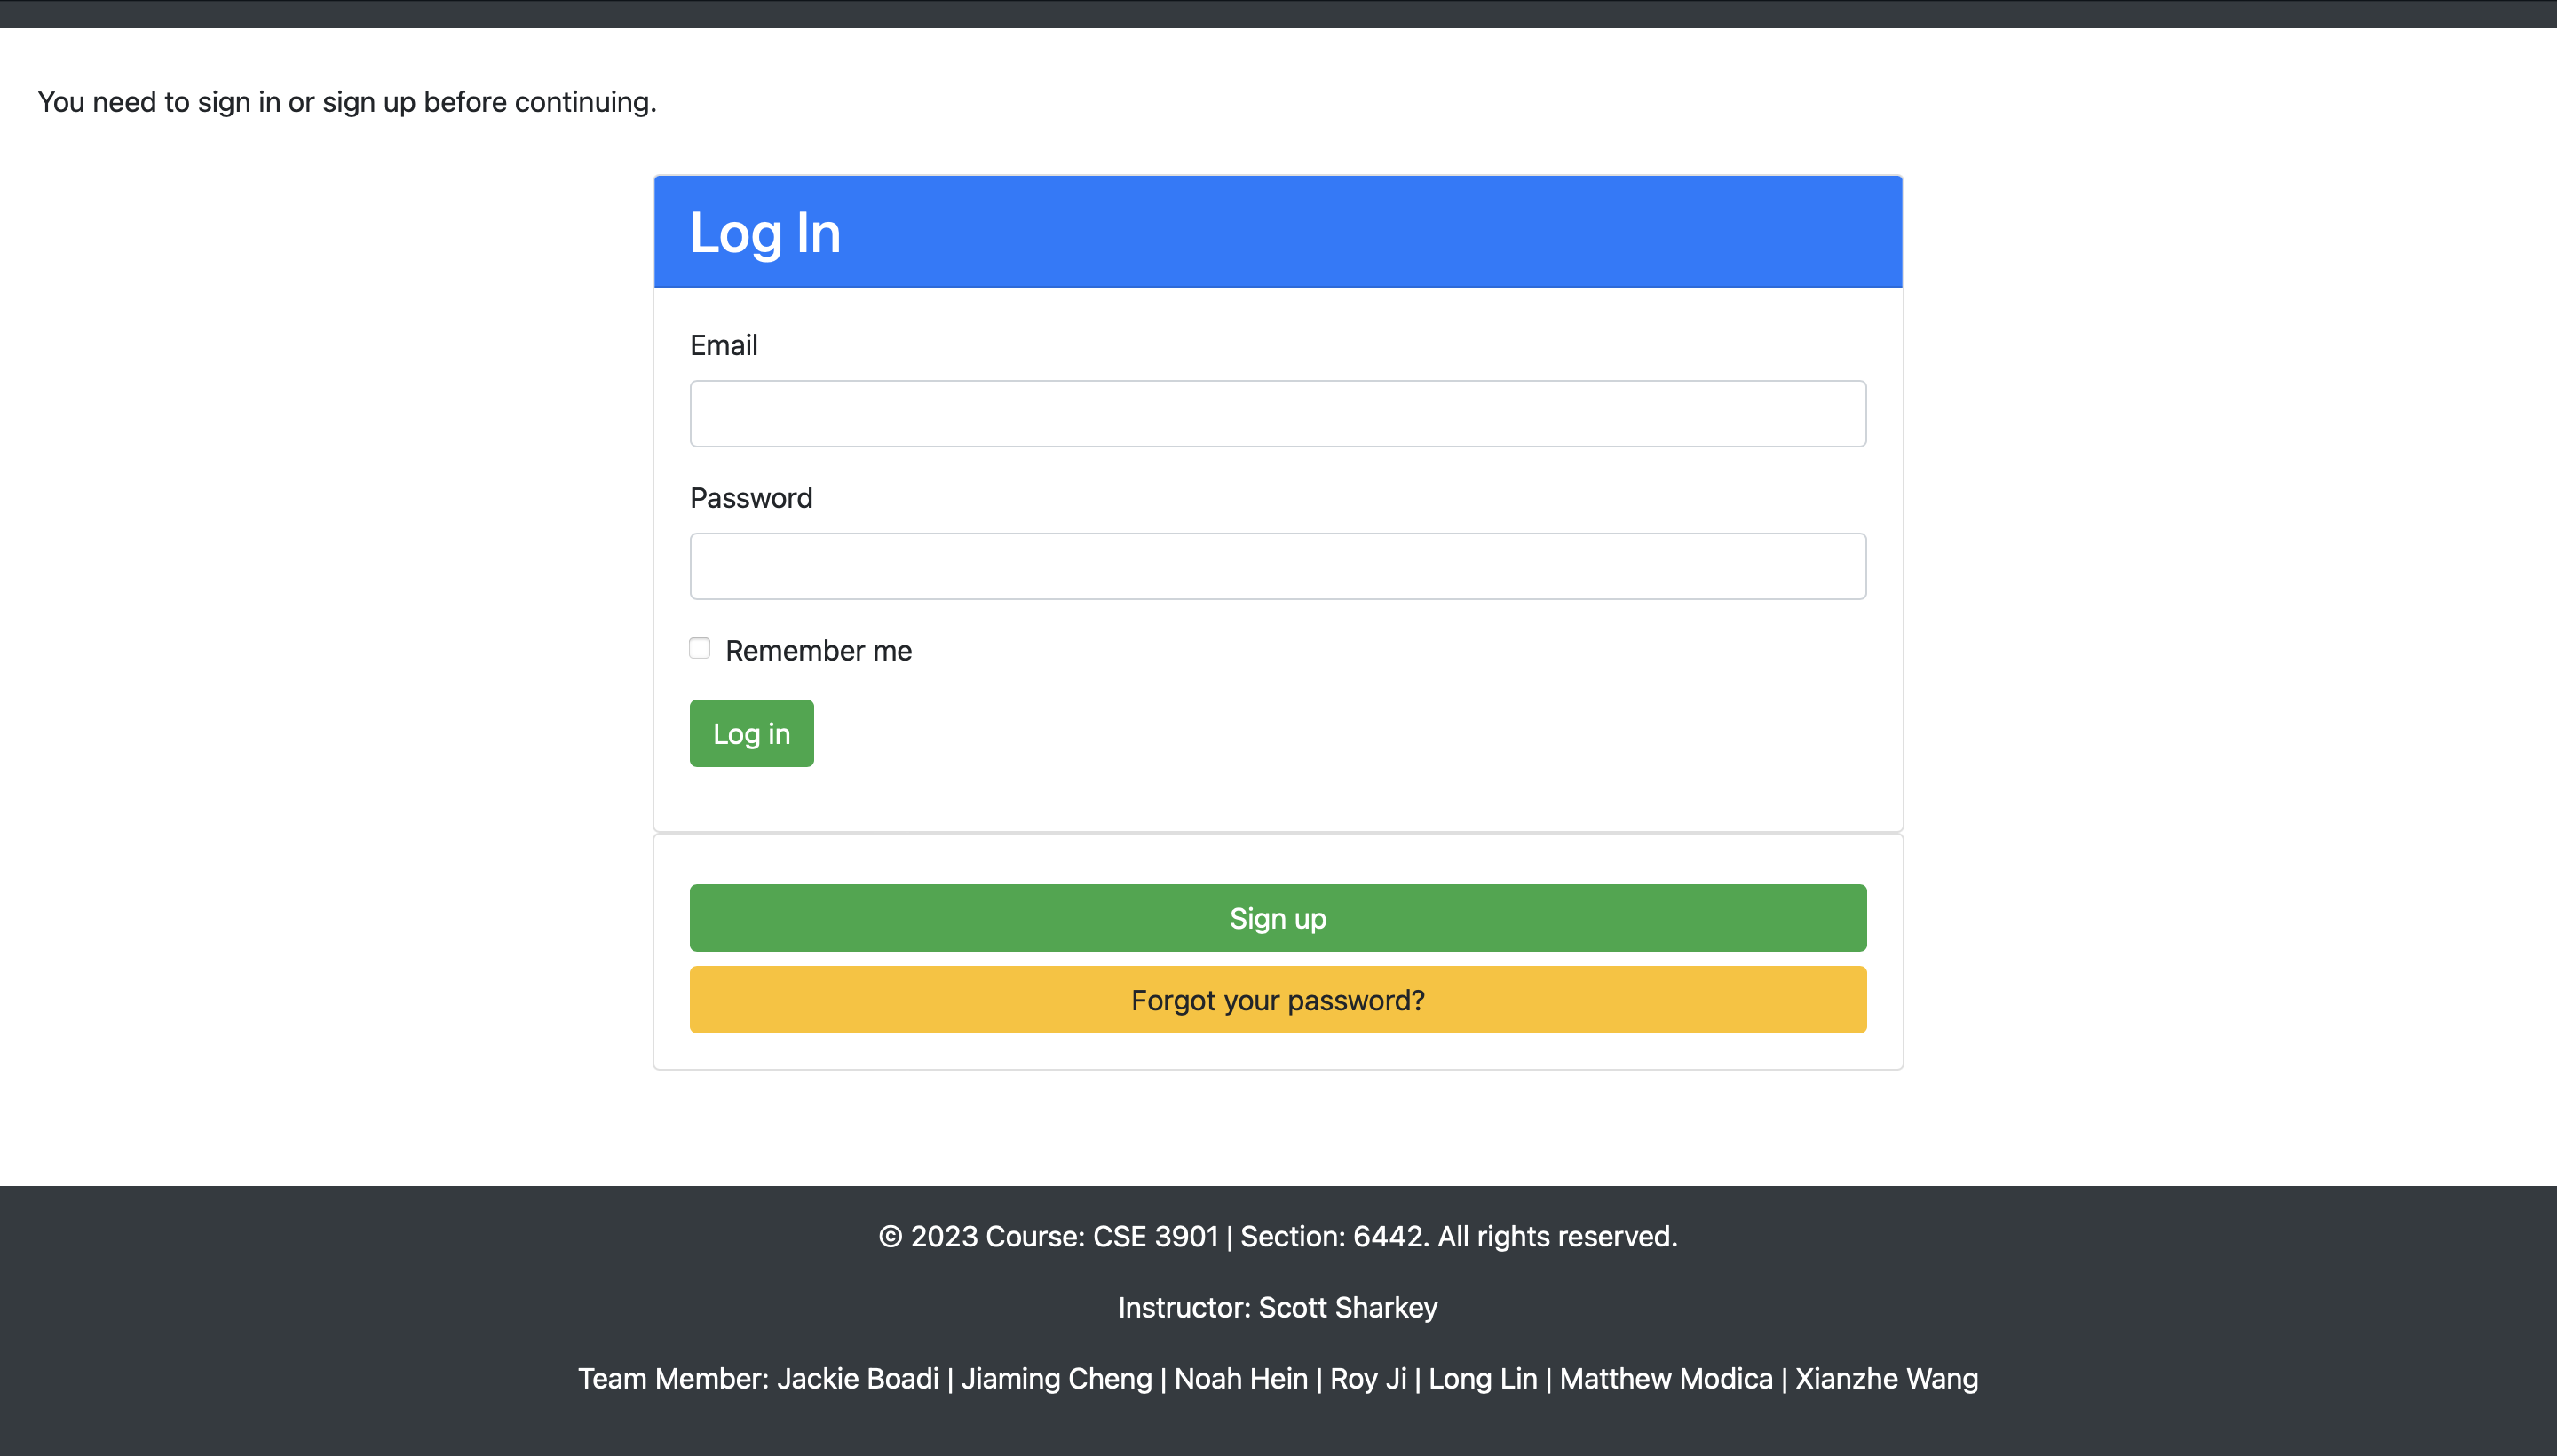 You need to sign in or sign up before continuing.
Log In
Email
Password
Remember me
Log in
Sign up
Forgot your password?
© 2023 Course: CSE 3901 | Section: 6442. All rights reserved.
Instructor: Scott Sharkey
Team Member: Jackie Boadi | Jiaming Cheng | Noah Hein | Roy Ji | Long Lin | Matthew Modica | Xianzhe Wang